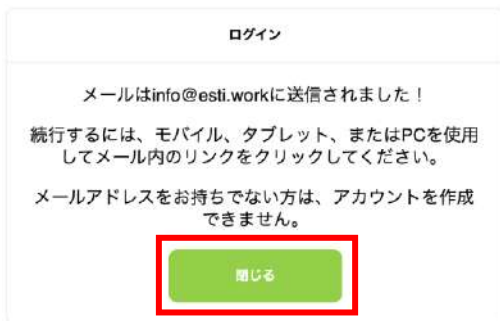 ログイン
メールはinfo@esti.workに送信されました！
続行するには、モバイル、タブレット、またはPCを使用
してメール内のリンクをクリックしてください。
メールアドレスをお持ちでない方は、アカウントを作成
できません。
閉じる